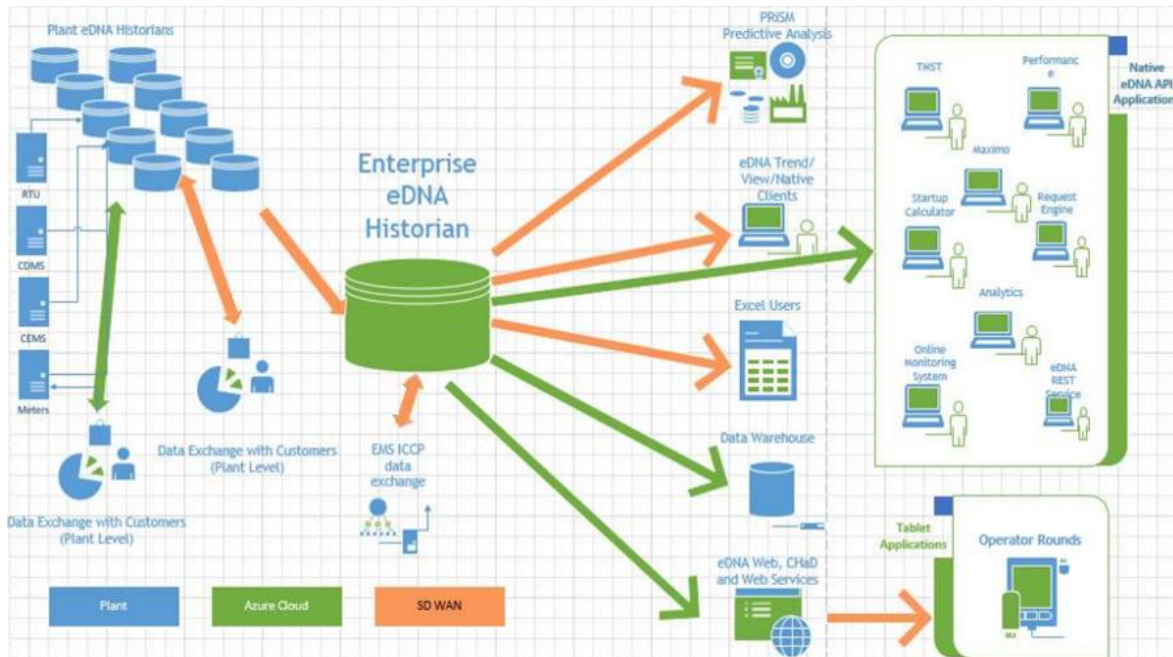 Plant eDNA Historians
RTU
CDMS
CEMS
Meters
Data Exchange with Customers
(Plant Level)
Data Exchange with Customers
(Plant Level)
Enterprise
eDNA
Historian
EMS ICCP
data
exchange
PRiSM
Predictive Analysis
eDNA Trend/
View/Native
Clients
Excel Users
Data Warehouse
eDNA Web, CHaD
and Web Services
Native
eDNA API
Application
Performanc
e
Maximo
Startup
Calculator
Request
Engine
Analytics
Online
Monitoring
System
eDNA
REST
Service
Tablet
Applications
Operator Rounds
Plant
Azure Cloud
SD WAN